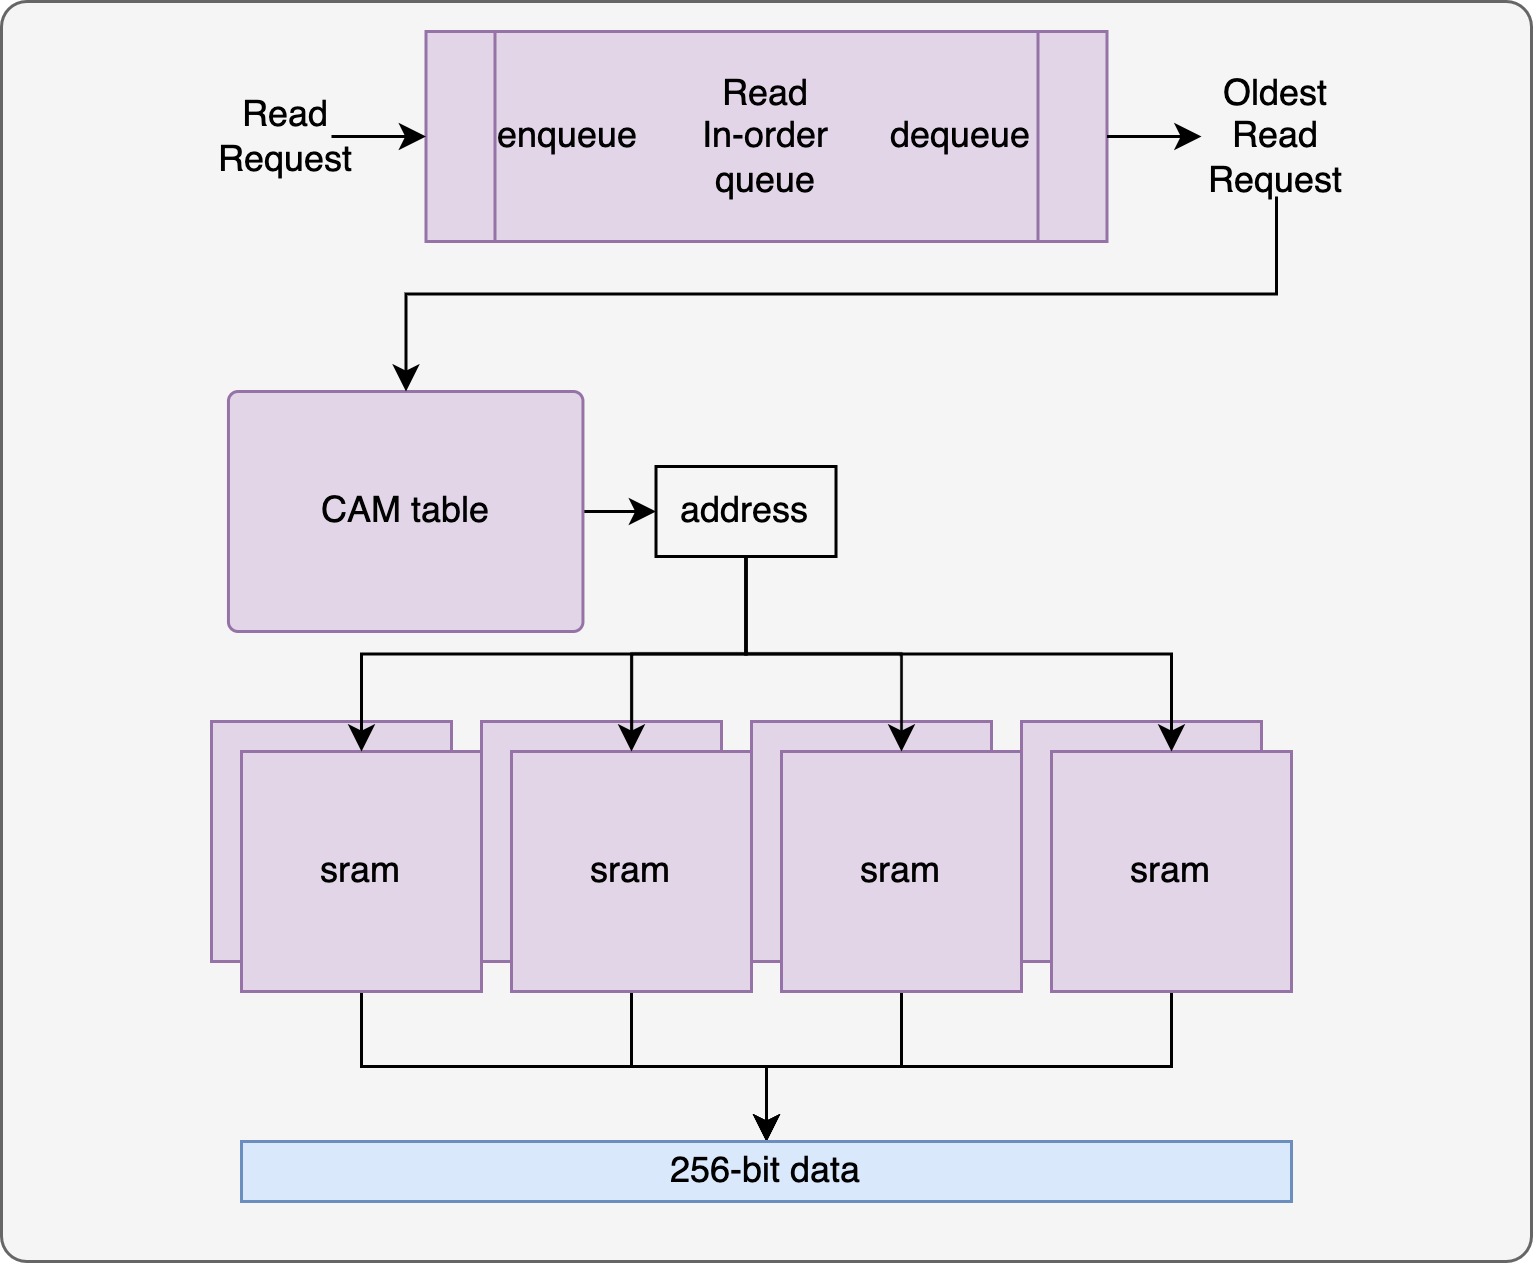 Read
Request
enqueue
Read
In-order
queue
dequeue
Oldest
Read
Request
CAM table
address
sram
sram
sram
sram
256-bit data